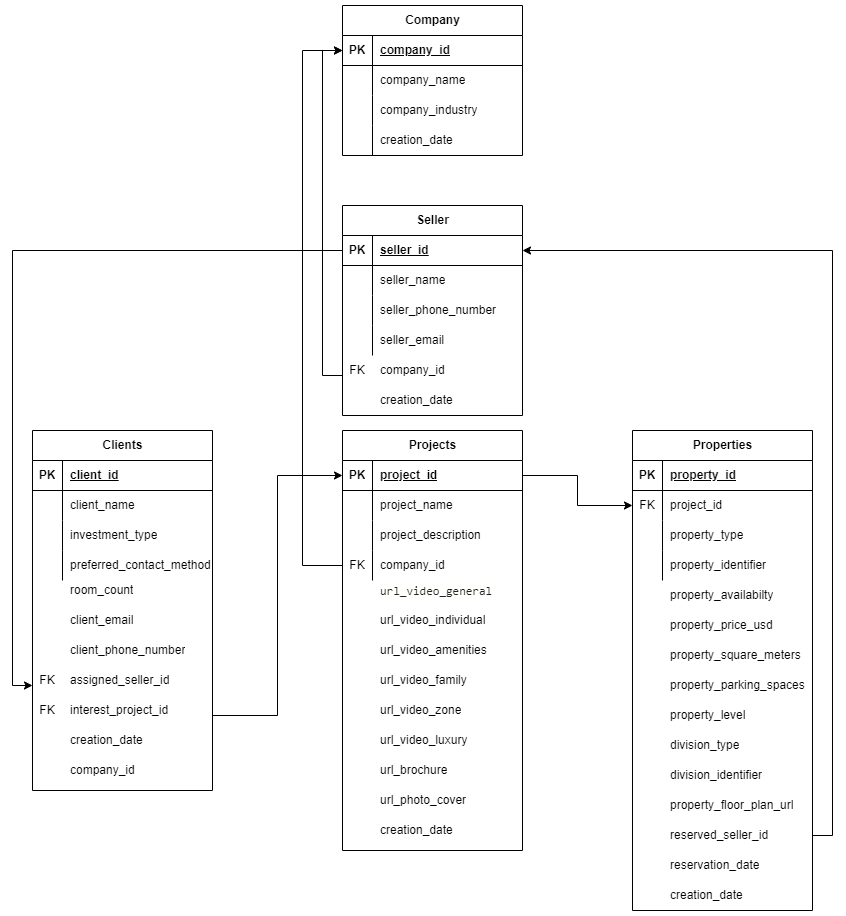 Company
PK company_id
company_name
company_industry
creation_date
Seller
PK seller_id
seller_name
seller_phone_number
seller_email
FK company_id
creation_date
Clients
PK client_id
client_name
investment_type
preferred_contact_method
room_count
client_email
client_phone_number
FK assigned_seller_id
FK interest_project_id
creation_date
company_id
Projects
PK project_id
project_name
project_description
FK company_id
url_video_general
url_video_individual
url_video_amenities
url_video_family
url_video_zone
url_video_luxury
url_brochure
url_photo_cover
creation_date
Properties
PK property_id
FK project_id
property_type
property_identifier
property_availabilty
property_price_usd
property_square_meters
property_parking_spaces
property_level
division_type
division_identifier
property_floor_plan_url
reserved_seller_id
reservation_date
creation_date